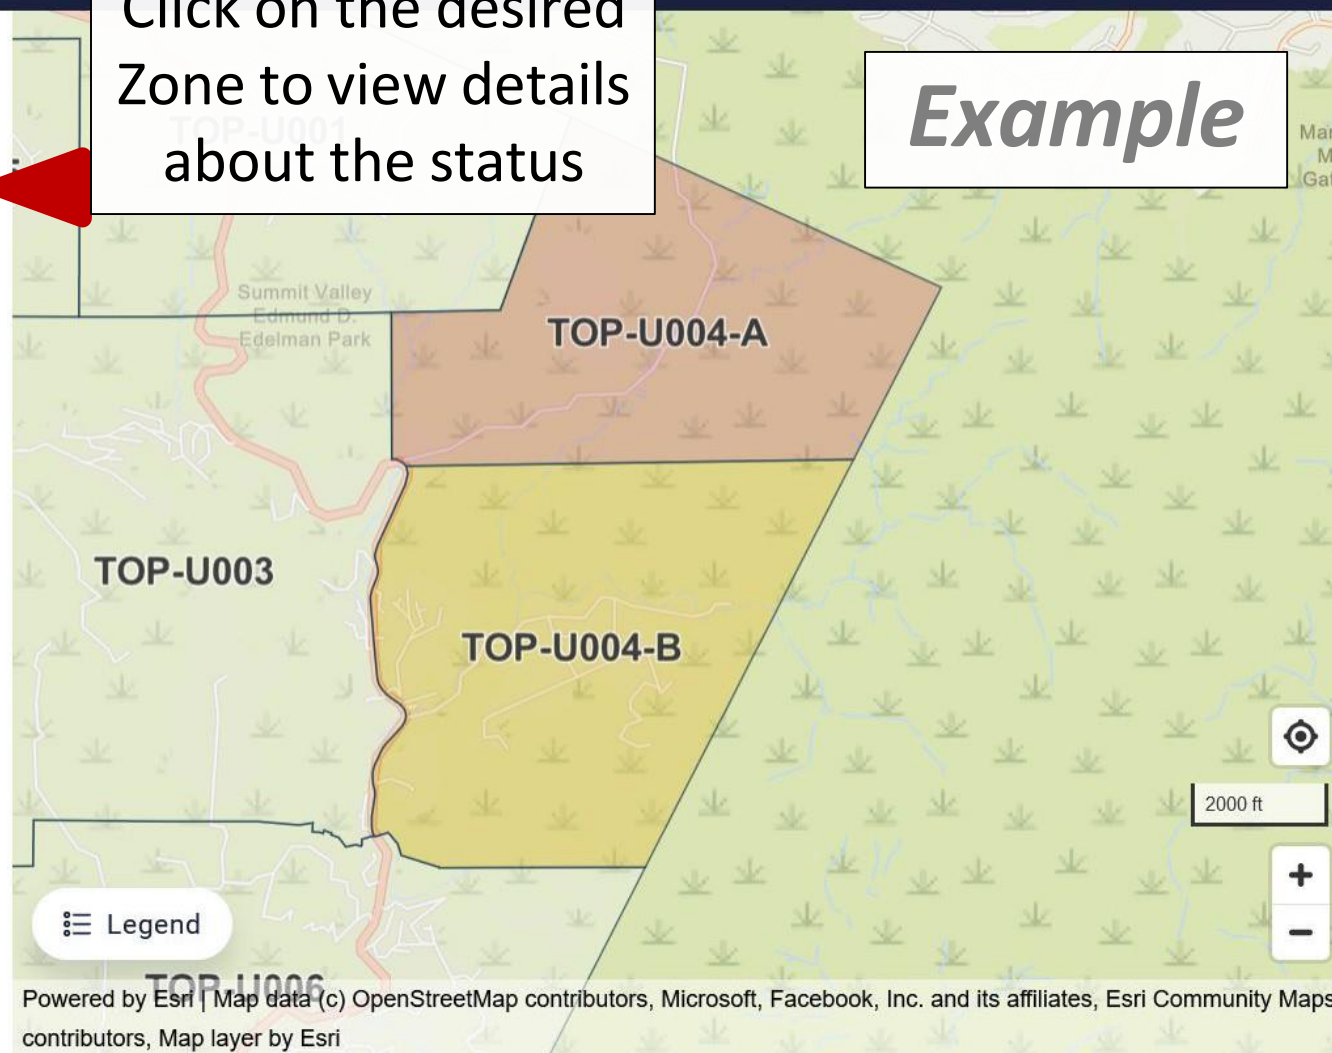 Click on the desired
Zone to view details
about the status
Example
TOP-U001
Summit Valley
Edmund D.
Edelman Park
TOP-U004-A
TOP-U003
TOP-U004-B
2000 ft
+
−
Legend
TOP-U006
Powered by Esri | Map data (c) OpenStreetMap contributors, Microsoft, Facebook, Inc. and its affiliates, Esri Community Maps
contributors, Map layer by Esri